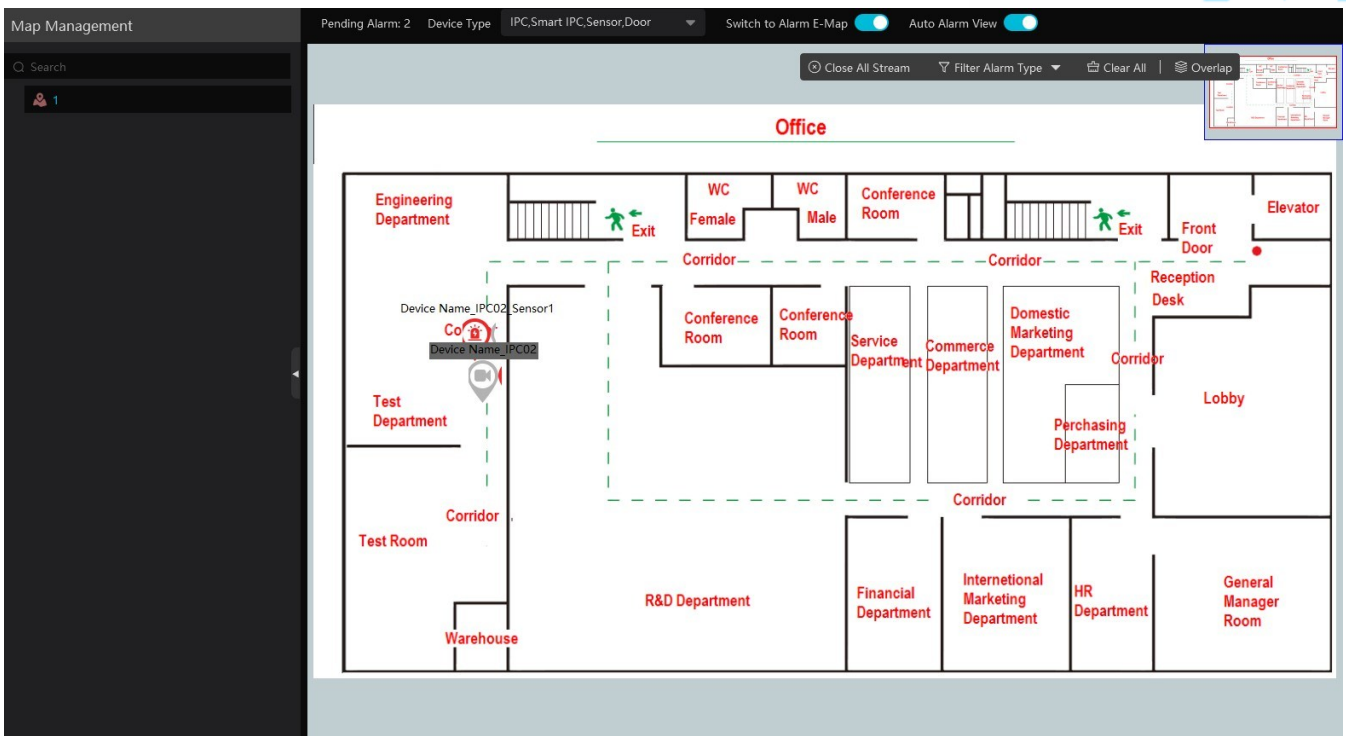 Map Management
Pending Alarm: 2 Device Type IPC,Smart IPC,Sensor,Door Switch to Alarm E-Map Auto Alarm View
Search
1
Close All Stream Filter Alarm Type Clear All Overlap
Office
Engineering
Department
Exit
WC
Female
WC
Male
Conference
Room
Exit
Front
Door
Elevator
Corridor
Corridor
Reception
Desk
Device Name_IPC02_Sensor1
Co
Device Name_IPC02
Conference
Room
Conference
Room
Service
Department
Commerce
Department
Domestic
Marketing
Department
Corridor
Test
Department
Perchasing
Department
Lobby
Corridor
Corridor
Test Room
R&D Department
Financial
Department
Internetional
Marketing
Department
HR
Department
General
Manager
Room
Warehouse